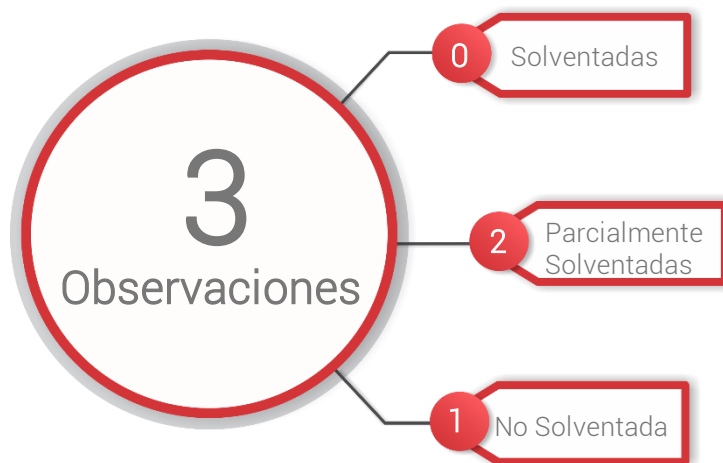 3
Observaciones
0
Solventadas
2
Parcialmente
Solventadas
1
No Solventada